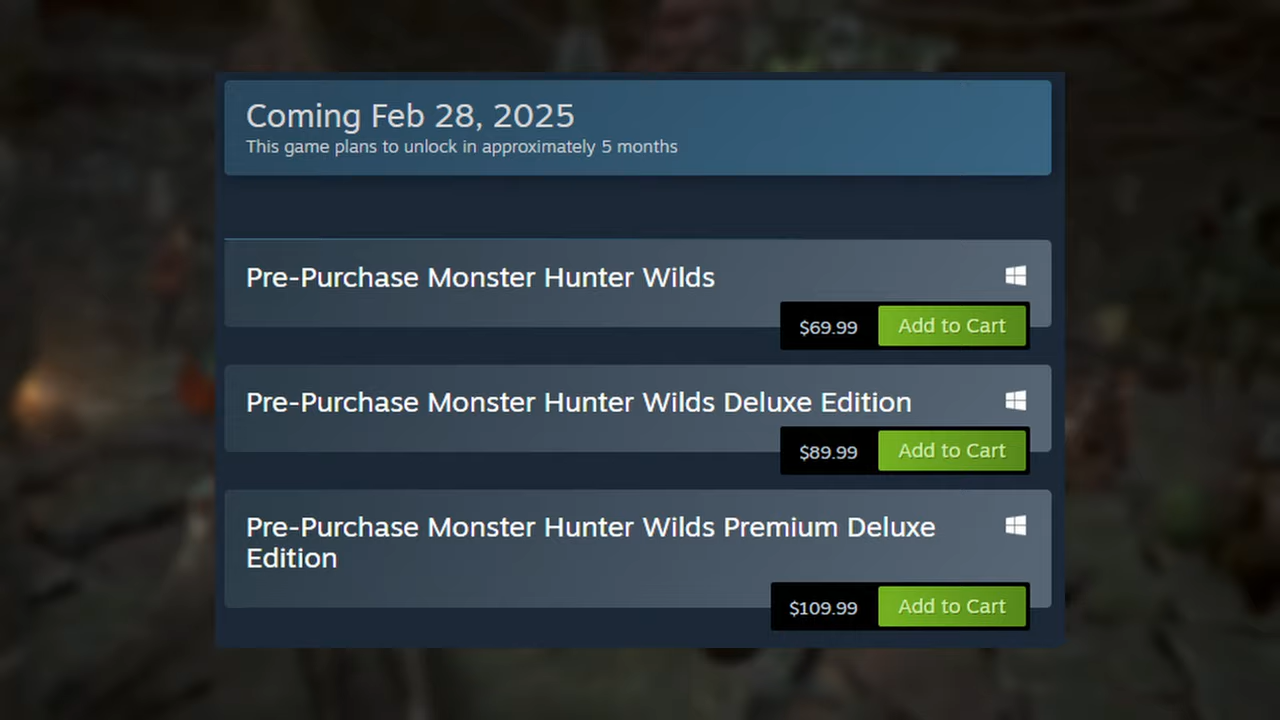 Coming Feb 28, 2025
This game plans to unlock in approximately 5 months
Pre-Purchase Monster Hunter Wilds
$69.99 Add to Cart
Pre-Purchase Monster Hunter Wilds Deluxe Edition
$89.99 Add to Cart
Pre-Purchase Monster Hunter Wilds Premium Deluxe
Edition
$109.99 Add to Cart